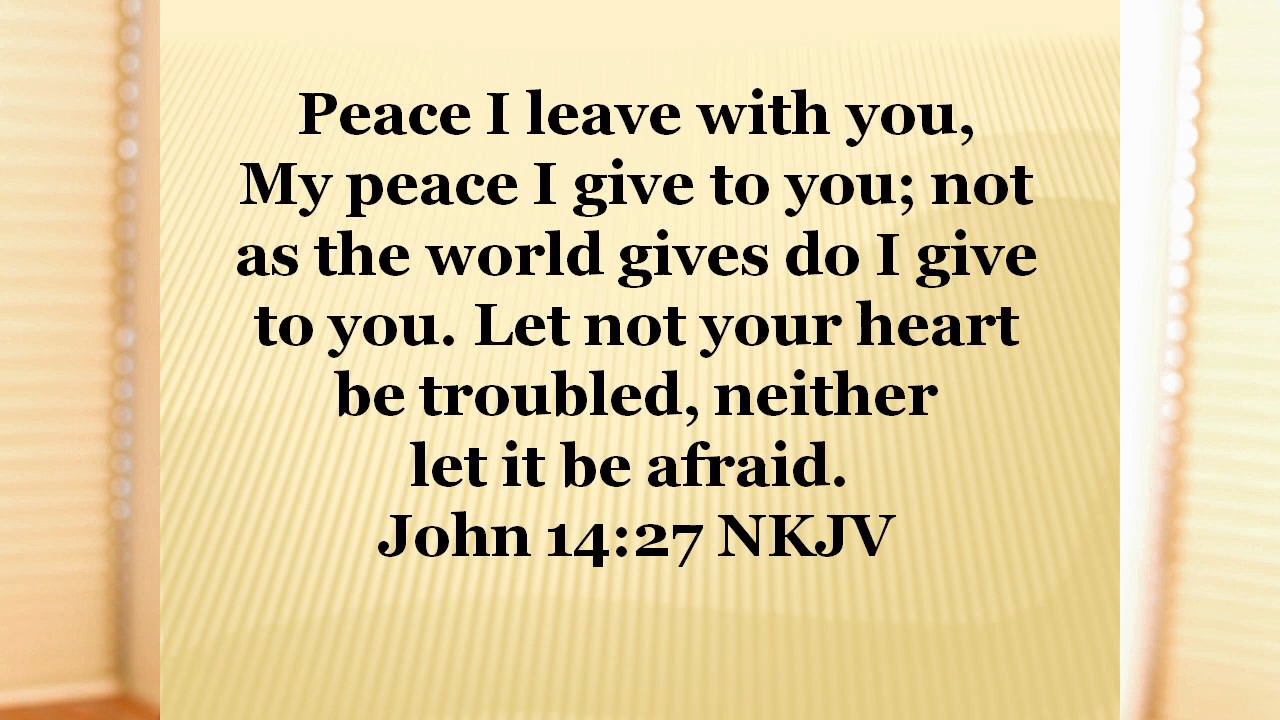 Peace I leave with you,
My peace I give to you; not
as the world gives do I give
to you. Let not your heart
be troubled, neither
let it be afraid.
John 14:27 NKJV